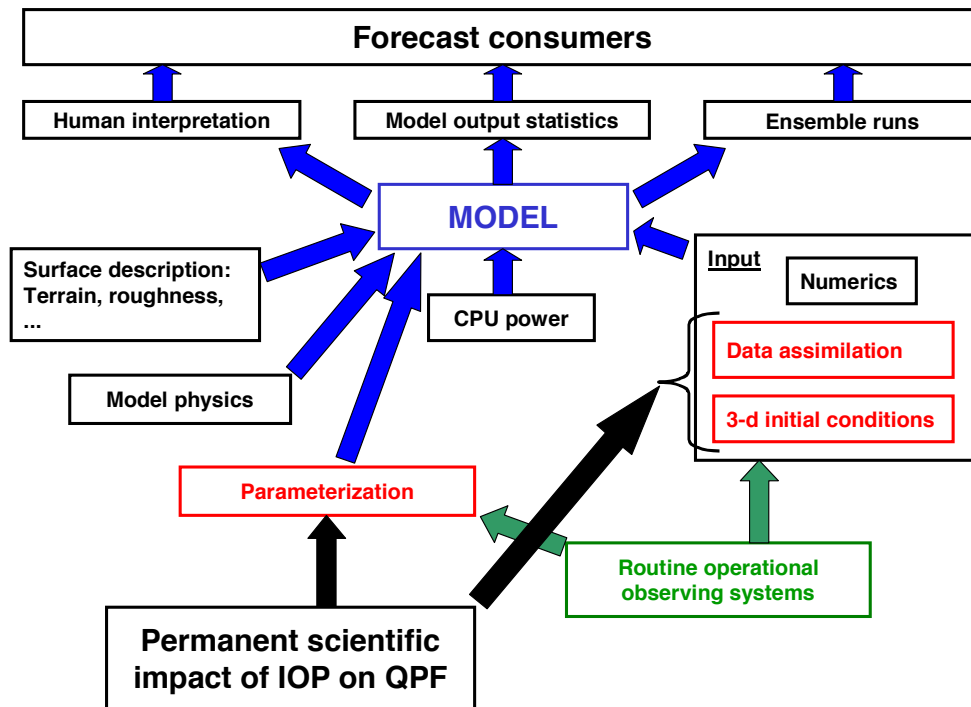 Forecast consumers
Human interpretation
Model output statistics
Ensemble runs
MODEL
Surface description:
Terrain, roughness,
...
Input
Numerics
CPU power
Data assimilation
Model physics
3-d initial conditions
Parameterization
Routine operational
observing systems
Permanent scientific
impact of IOP on QPF